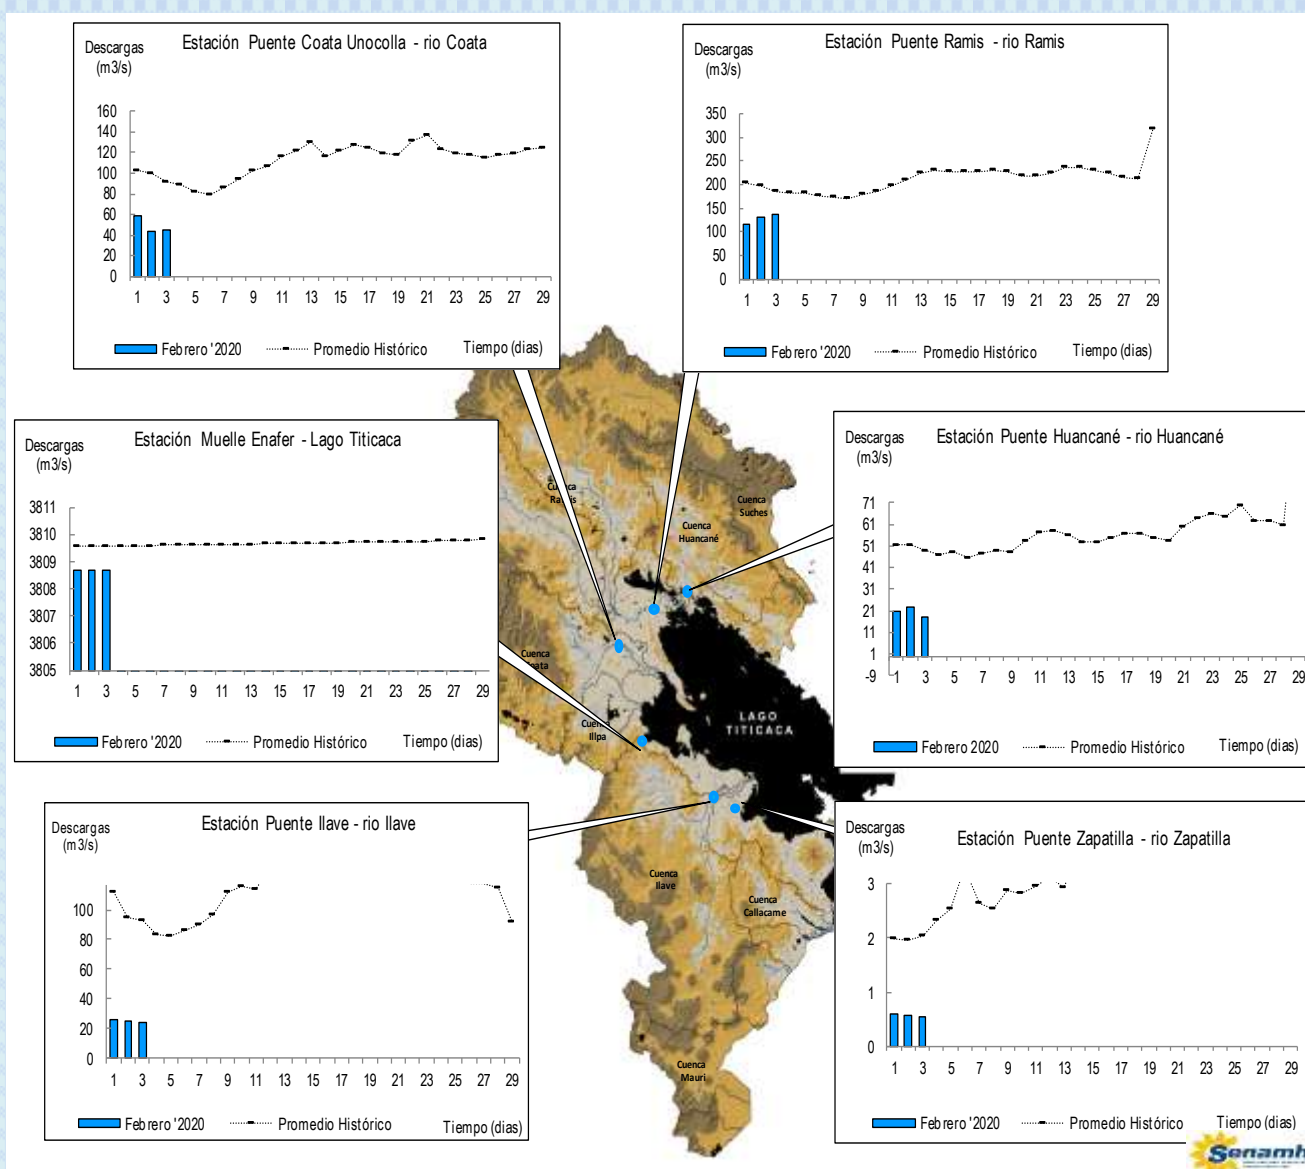 Estación Puente Coata Unocolla - rio Coata
Descargas
(m3/s)
160
140
120
100
80
60
40
20
0
1 3 5 7 9 11 13 15 17 19 21 23 25 27 29
Febrero '2020 Promedio Histórico Tiempo (dias)
Estación Puente Ramis - rio Ramis
Descargas
(m3/s)
350
300
250
200
150
100
50
0
1 3 5 7 9 11 13 15 17 19 21 23 25 27 29
Febrero '2020 Promedio Histórico Tiempo (dias)
Estación Muelle Enafer - Lago Titicaca
Descargas
(m3/s)
3811
3810
3809
3808
3807
3806
3805
1 3 5 7 9 11 13 15 17 19 21 23 25 27 29
Febrero '2020 Promedio Histórico Tiempo (dias)
Estación Puente Huancané - rio Huancané
Descargas
(m3/s)
71
61
51
41
31
21
11
1
-9
1 3 5 7 9 11 13 15 17 19 21 23 25 27 29
Febrero 2020 Promedio Histórico Tiempo (dias)
Cuenca
Cuenca
Suches
Cuenca
Huancané
Cuenca
Cuenca
Illpa
LAGO
TITICACA
Cuenca
Ilave
Cuenca
Callacame
Cuenca
Mauri
Estación Puente Ilave - rio Ilave
Descargas
(m3/s)
100
80
60
40
20
0
1 3 5 7 9 11 13 15 17 19 21 23 25 27 29
Febrero '2020 Promedio Histórico Tiempo (dias)
Estación Puente Zapatilla - rio Zapatilla
Descargas
(m3/s)
3
2
1
0
1 3 5 7 9 11 13 15 17 19 21 23 25 27 29
Febrero '2020 Promedio Histórico Tiempo (dias)
Senamh